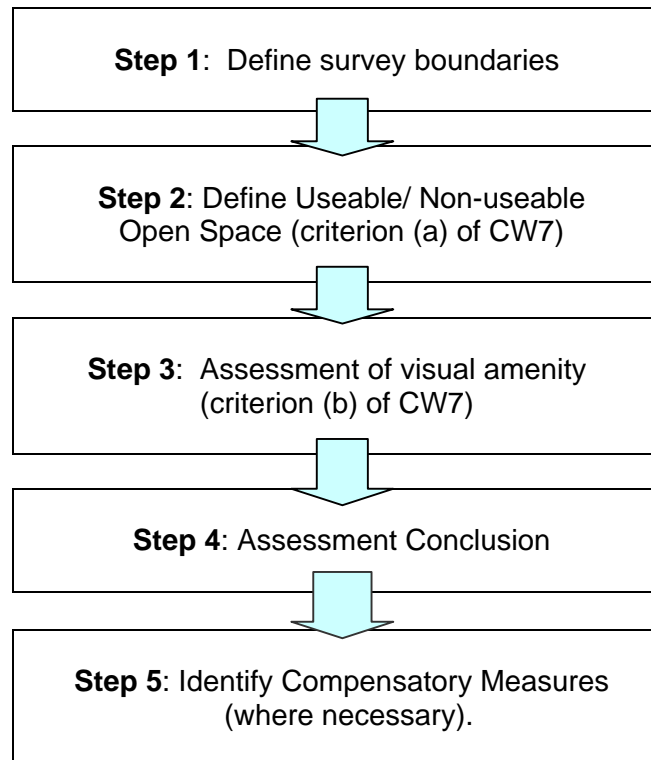 Step 1:  Define survey boundaries
Step 2: Define Useable/ Non-useable
Open Space (criterion (a) of CW7)
Step 3:  Assessment of visual amenity
(criterion (b) of CW7)
Step 4: Assessment Conclusion
Step 5: Identify Compensatory Measures
(where necessary).